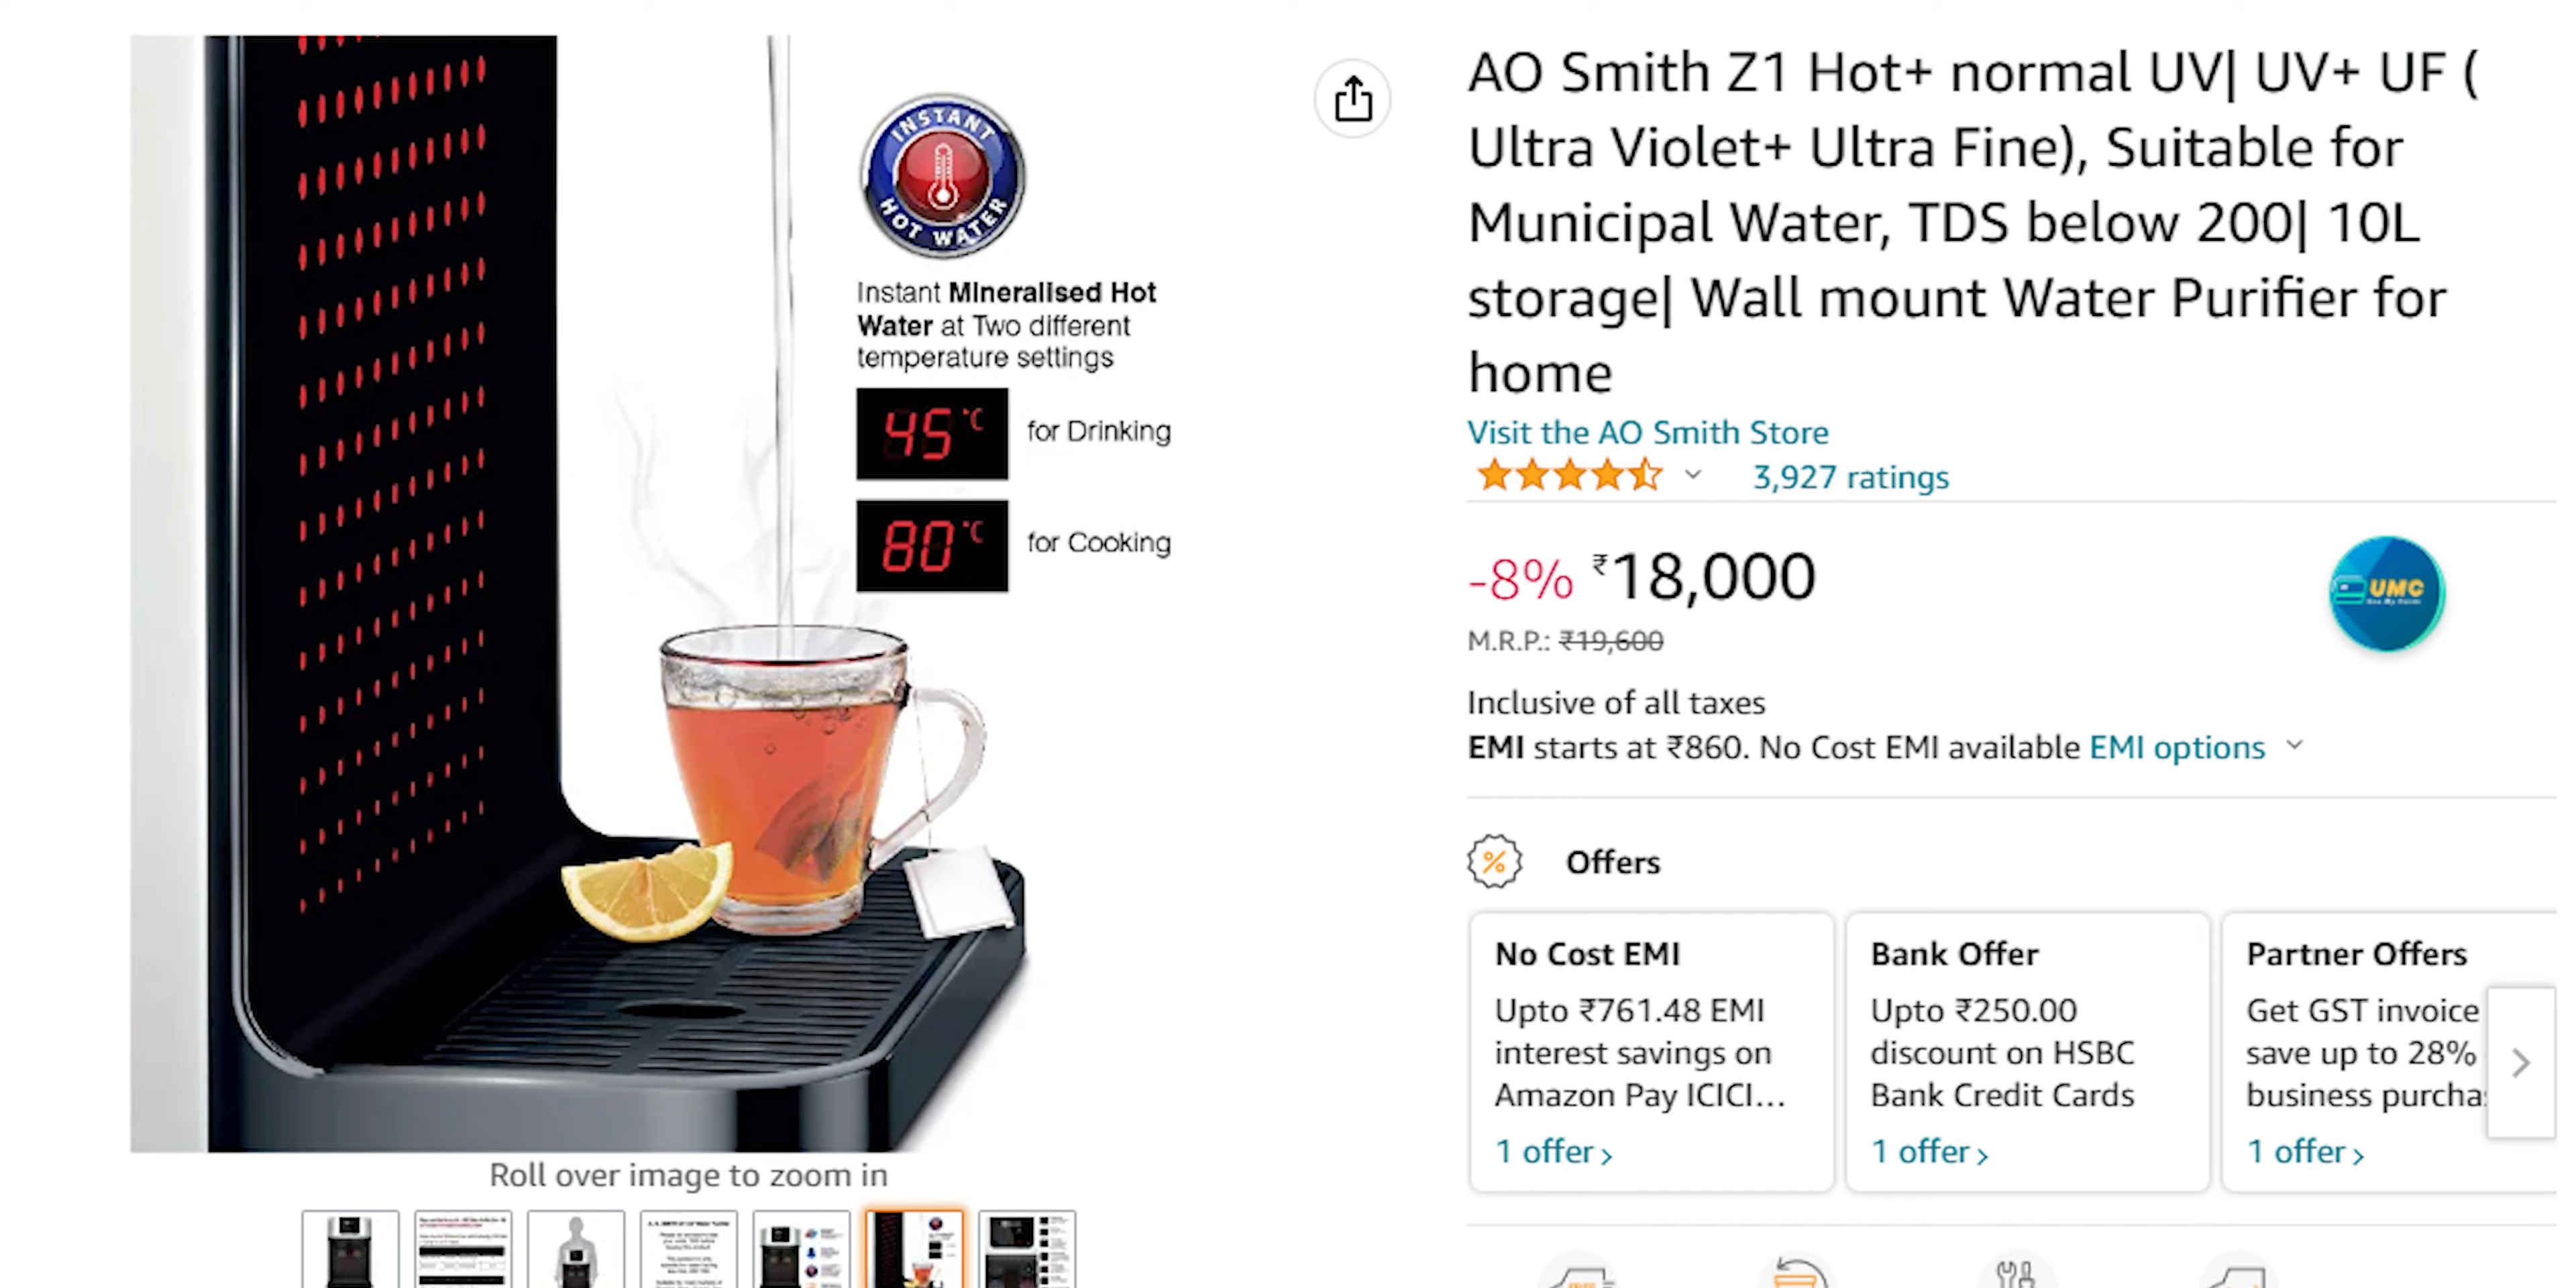 INSTANT
HOT WATER
Instant Mineralised Hot
Water at Two different
temperature settings
45°C for Drinking
80°C for Cooking
Roll over image to zoom in
AO Smith Z1 Hot+ normal UV| UV+ UF (
Ultra Violet+ Ultra Fine), Suitable for
Municipal Water, TDS below 200| 10L
storage| Wall mount Water Purifier for
home
Visit the AO Smith Store
3,927 ratings
-8% ₹18,000
UMC
M.R.P.: ₹19,600
Inclusive of all taxes
EMI starts at ₹860. No Cost EMI available EMI options
% Offers
No Cost EMI
Upto ₹761.48 EMI
interest savings on
Amazon Pay ICICI...
1 offer >
Bank Offer
Upto ₹250.00
discount on HSBC
Bank Credit Cards
1 offer >
Partner Offers
Get GST invoice
save up to 28%
business
1 offer >